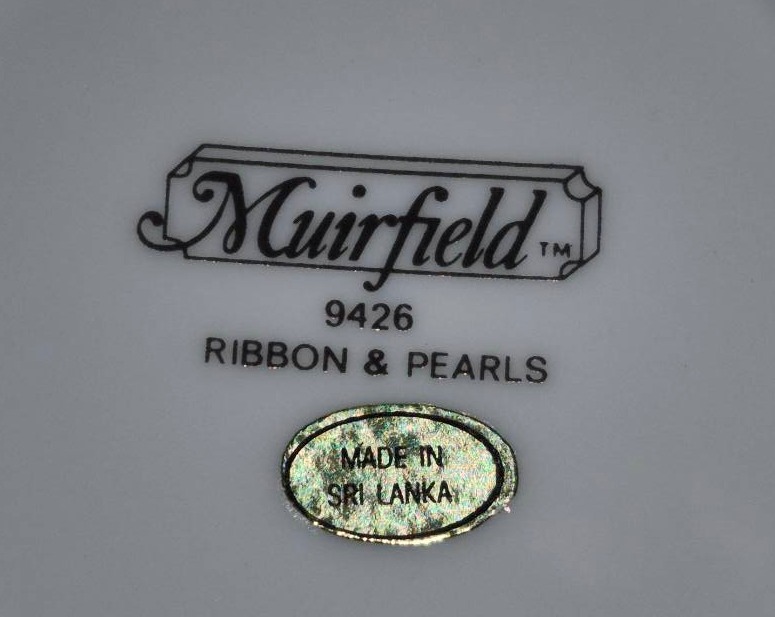 Muirfield™
9426
RIBBON & PEARLS
MADE IN
SRI LANKA